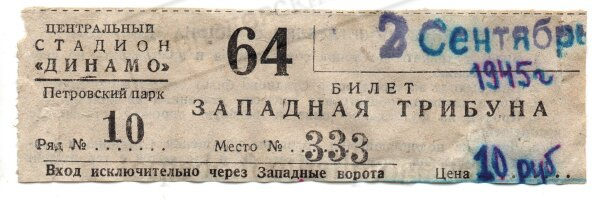 ЦЕНТРАЛЬНЫЙ
СТАДИОН
«ДИНАМО»
Петровский парк
Ряд № 10
64
2 Сентябрь
1945г
БИЛЕТ
ЗАПАДНАЯ ТРИБУНА
Место № 333
Вход исключительно через Западные ворота
Цена 10 руб.